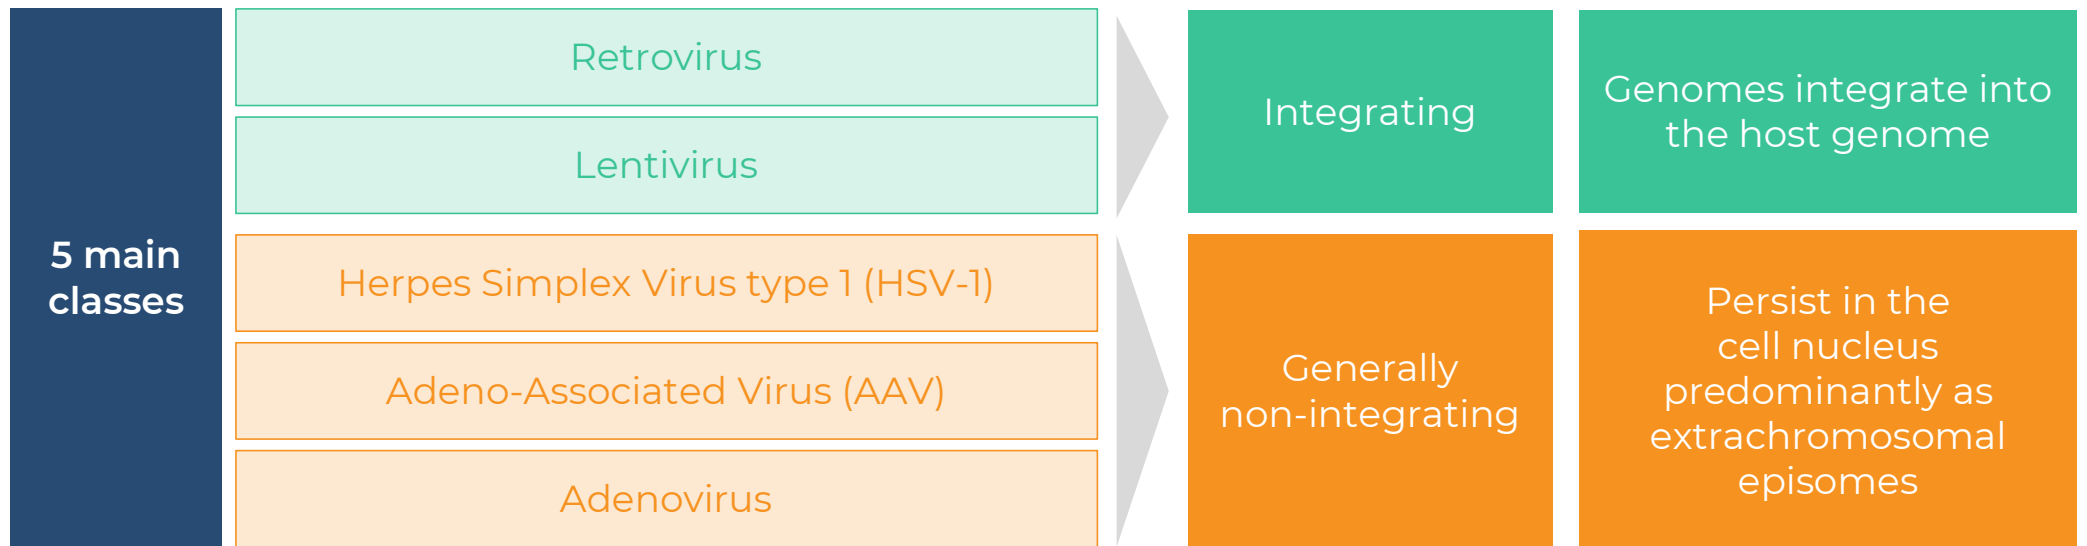 5 main
classes
Retrovirus
Lentivirus
Herpes Simplex Virus type 1 (HSV-1)
Adeno-Associated Virus (AAV)
Adenovirus
Integrating
Genomes integrate into
the host genome
Generally
non-integrating
Persist in the
cell nucleus
predominantly as
extrachromosomal
episomes